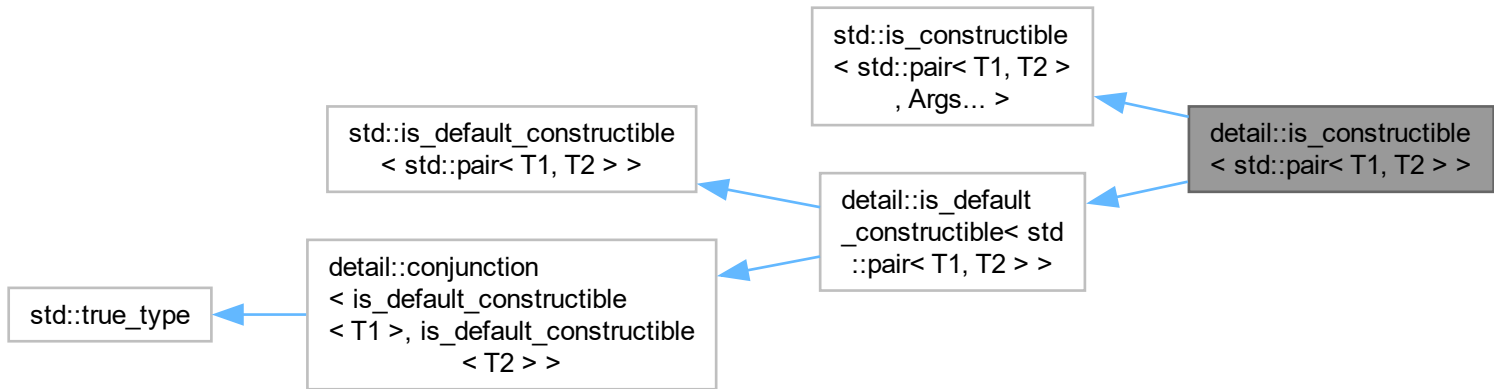 std::is_constructible
< std::pair< T1, T2 >
, Args... >
detail::is_constructible
< std::pair< T1, T2 > >
std::is_default_constructible
< std::pair< T1, T2 > >
detail::is_default
_constructible< std
::pair< T1, T2 > >
detail::conjunction
< is_default_constructible
< T1 >, is_default_constructible
< T2 > >
std::true_type